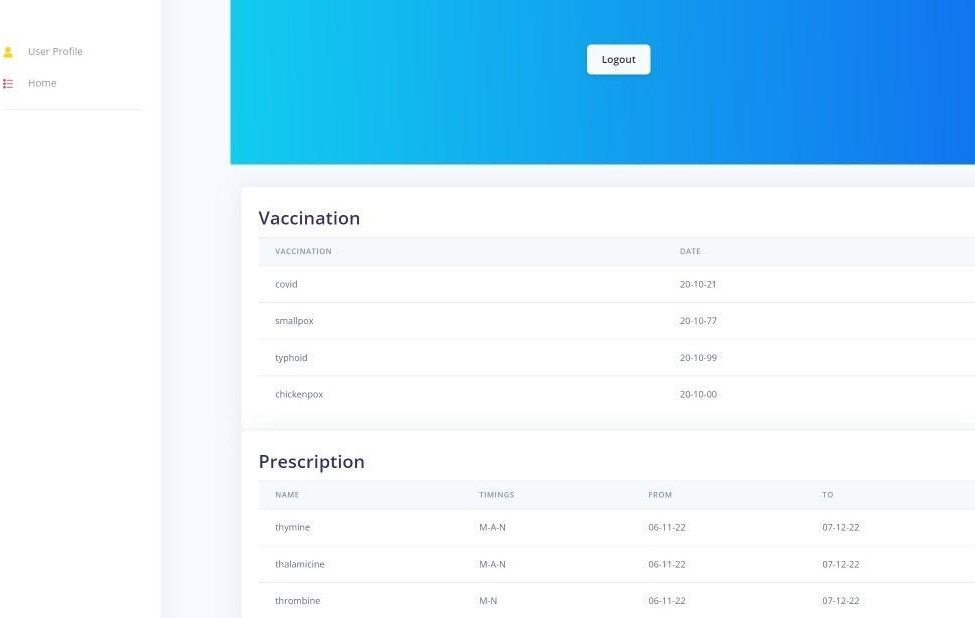 User Profile
Home
Logout
Vaccination
VACCINATION DATE
covid 20-10-21
smallpox 20-10-77
typhoid 20-10-99
chickenpox 20-10-00
Prescription
NAME TIMINGS FROM TO
thymine M-A-N 06-11-22 07-12-22
thalamicine M-A-N 06-11-22 07-12-22
thrombine M-N 06-11-22 07-12-22